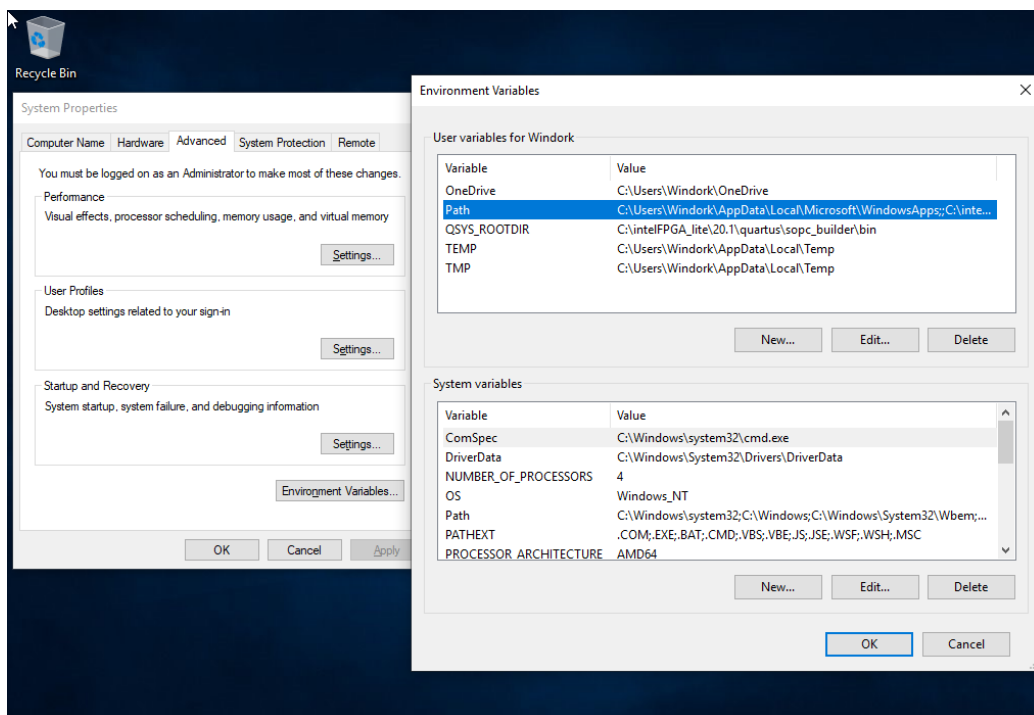 Recycle Bin
System Properties
Computer Name Hardware Advanced System Protection Remote
You must be logged on as an Administrator to make most of these changes.
Performance
Visual effects, processor scheduling, memory usage, and virtual memory
Settings...
User Profiles
Desktop settings related to your sign-in
Settings...
Startup and Recovery
System startup, system failure, and debugging information
Settings...
Environment Variables...
OK Cancel Apply
Environment Variables
User variables for Windork
Variable Value
OneDrive C:\Users\Windork\OneDrive
Path C:\Users\Windork\AppData\Local\Microsoft\WindowsApps;;C:\inte...
QSYS_ROOTDIR C:\intelFPGA_lite\20.1\quartus\sopc_builder\bin
TEMP C:\Users\Windork\AppData\Local\Temp
TMP C:\Users\Windork\AppData\Local\Temp
New... Edit... Delete
System variables
Variable Value
ComSpec C:\Windows\system32\cmd.exe
DriverData C:\Windows\System32\Drivers\DriverData
NUMBER_OF_PROCESSORS 4
OS Windows_NT
Path C:\Windows\system32;C:\Windows;C:\Windows\System32\Wbem;...
PATHEXT .COM;.EXE;.BAT;.CMD;.VBS;.VBE;.JS;.JSE;.WSF;.WSH;.MSC
PROCESSOR_ARCHITECTURE AMD64
New... Edit... Delete
OK Cancel